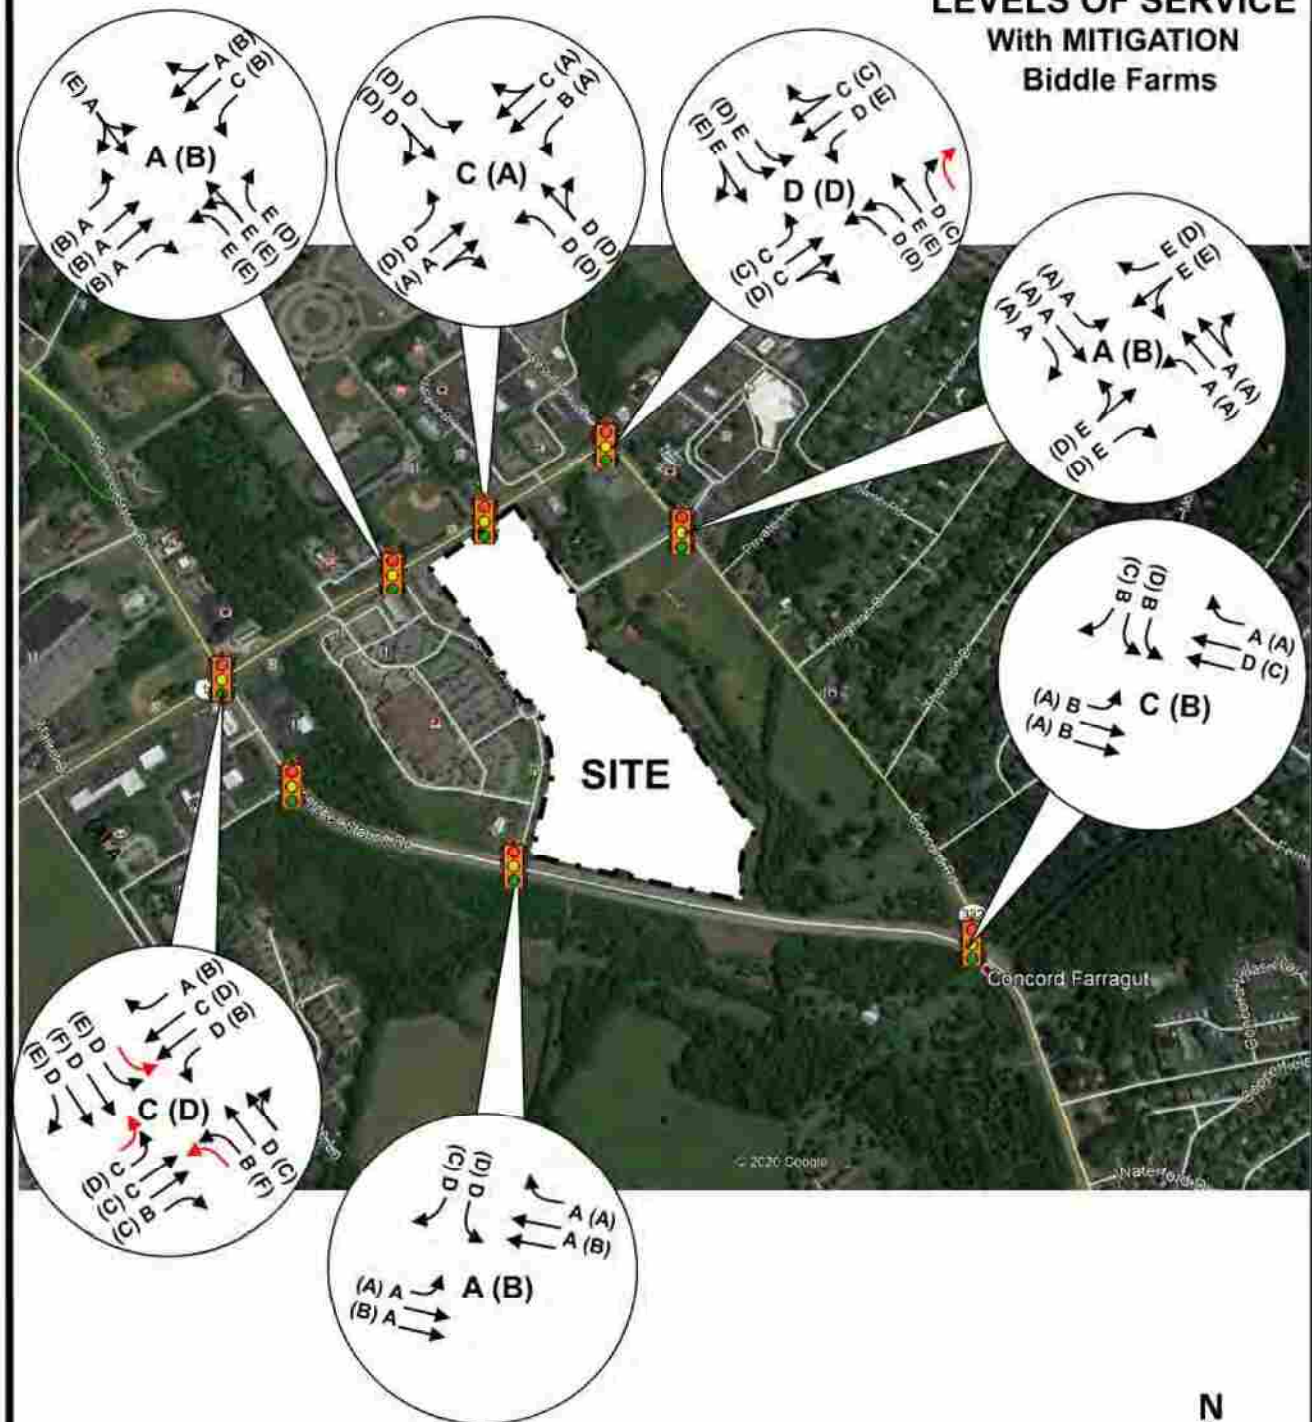 LEVELS OF SERVICE
With MITIGATION
Biddle Farms
A (B)
C (B)
(E) A
A (B)
(B) A
(B) A
(B) A
E (D)
E (E)
E (E)
C (A)
B (A)
(D) D
(D) D
C (A)
(D) D
(A) A
D (D)
D (D)
C (C)
D (E)
(D) E
(E) E
D (D)
(C) C
(D) C
D (C)
E (E)
D (D)
E (D)
E (E)
(A) A
(A) A
(A) A
A (B)
A (A)
A (A)
(D) E
(D) E
(D) B
(C) B
A (A)
D (C)
(A) B
(A) B
C (B)
SITE
Concord Farragut
A (B)
C (D)
D (B)
(E) D
(F) D
(E) D
C (D)
(D) C
(C) C
(C) B
D (C)
B (F)
(D) D
(C) D
A (A)
A (B)
(A) A
(B) A
A (B)
© 2020 Google
N